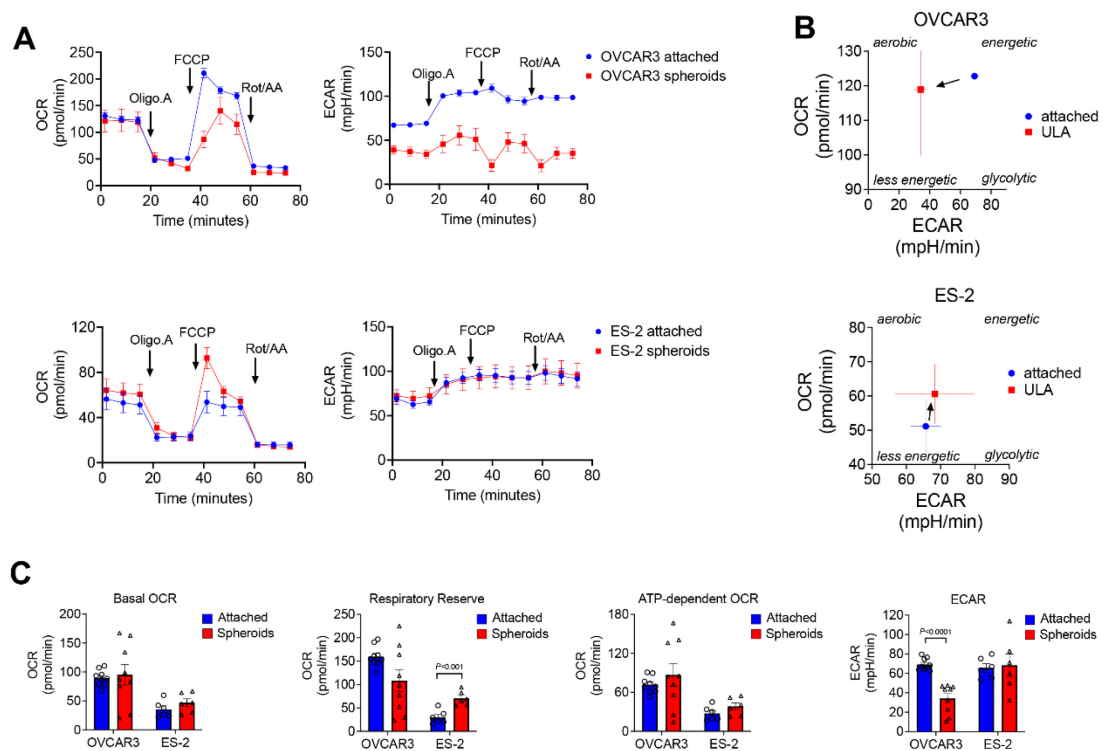 A
OCR
(pmol/min)
250
200
150
100
50
0
0
20
40
60
80
Time (minutes)
Oligo.A
FCCP
Rot/AA
ECAR
(mpH/min)
150
100
50
0
0
20
40
60
80
Time (minutes)
Oligo.A
FCCP
Rot/AA
OVCAR3 attached
OVCAR3 spheroids
OCR
(pmol/min)
120
80
40
0
0
20
40
60
80
Time (minutes)
Oligo.A
FCCP
Rot/AA
ECAR
(mpH/min)
150
100
50
0
0
20
40
60
80
Time (minutes)
Oligo.A
FCCP
Rot/AA
ES-2 attached
ES-2 spheroids
B
OVCAR3
aerobic
energetic
less energetic
glycolytic
OCR
(pmol/min)
130
120
110
100
90
0
20
40
60
80
ECAR
(mpH/min)
attached
ULA
ES-2
aerobic
energetic
less energetic
glycolytic
OCR
(pmol/min)
80
70
60
50
40
50
60
70
80
90
ECAR
(mpH/min)
attached
ULA
C
Basal OCR
OCR
(pmol/min)
200
150
100
50
0
OVCAR3
ES-2
Attached
Spheroids
Respiratory Reserve
OCR
(pmol/min)
250
200
150
100
50
0
P<0.001
OVCAR3
ES-2
Attached
Spheroids
ATP-dependent OCR
OCR
(pmol/min)
180
120
60
0
OVCAR3
ES-2
Attached
Spheroids
ECAR
ECAR
(mpH/min)
120
100
80
60
40
20
0
P<0.0001
OVCAR3
ES-2
Attached
Spheroids